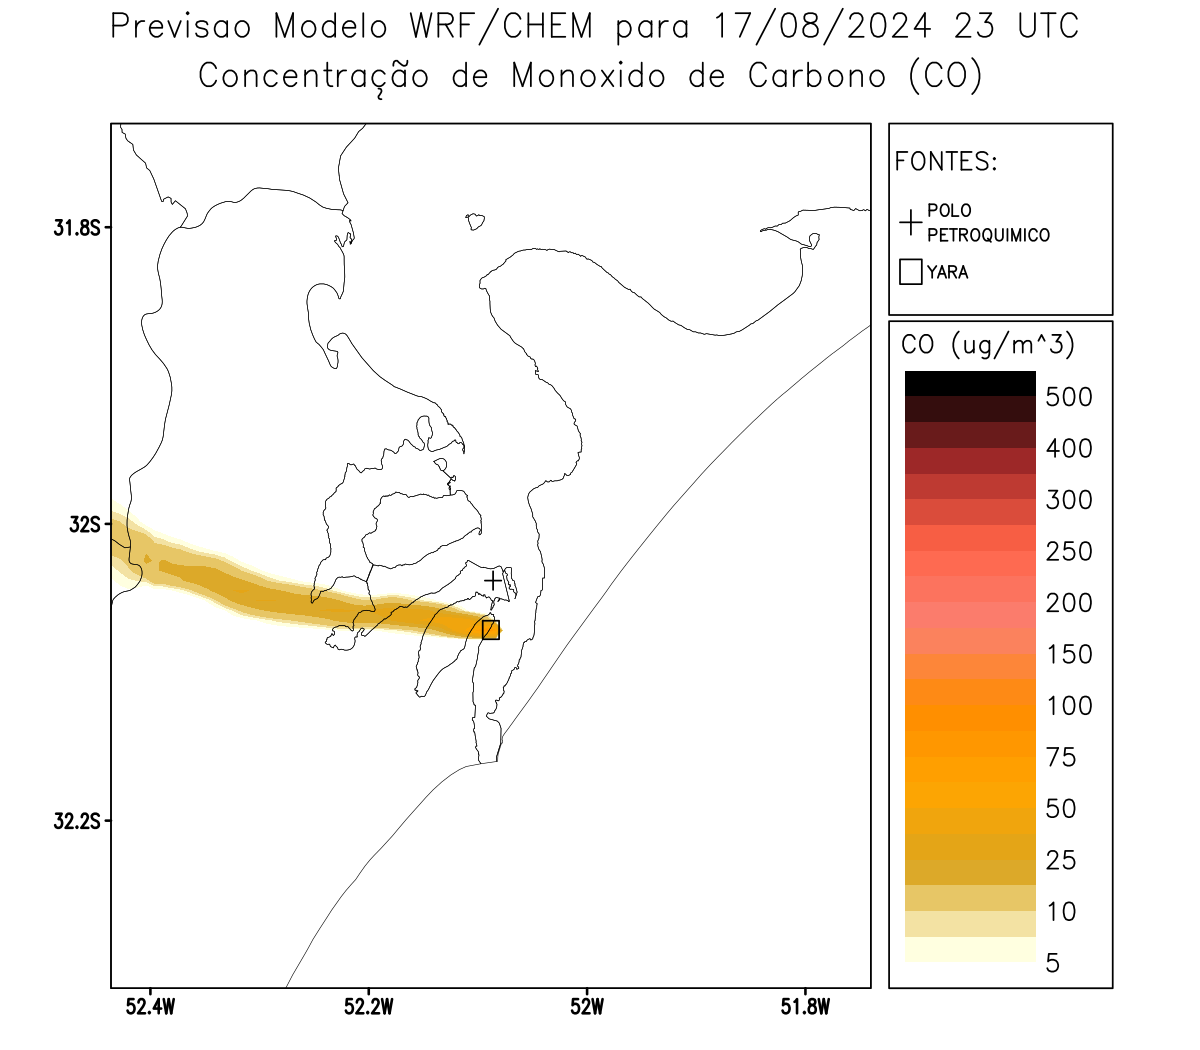 Previsao Modelo WRF/CHEM para 17/08/2024 23 UTC
Concentração de Monoxido de Carbono (CO)
FONTES:
POLO
PETROQUIMICO
YARA
CO (ug/m^3)
500
400
300
250
200
150
100
75
50
25
10
5
31.8S
32S
32.2S
52.4W 52.2W 52W 51.8W